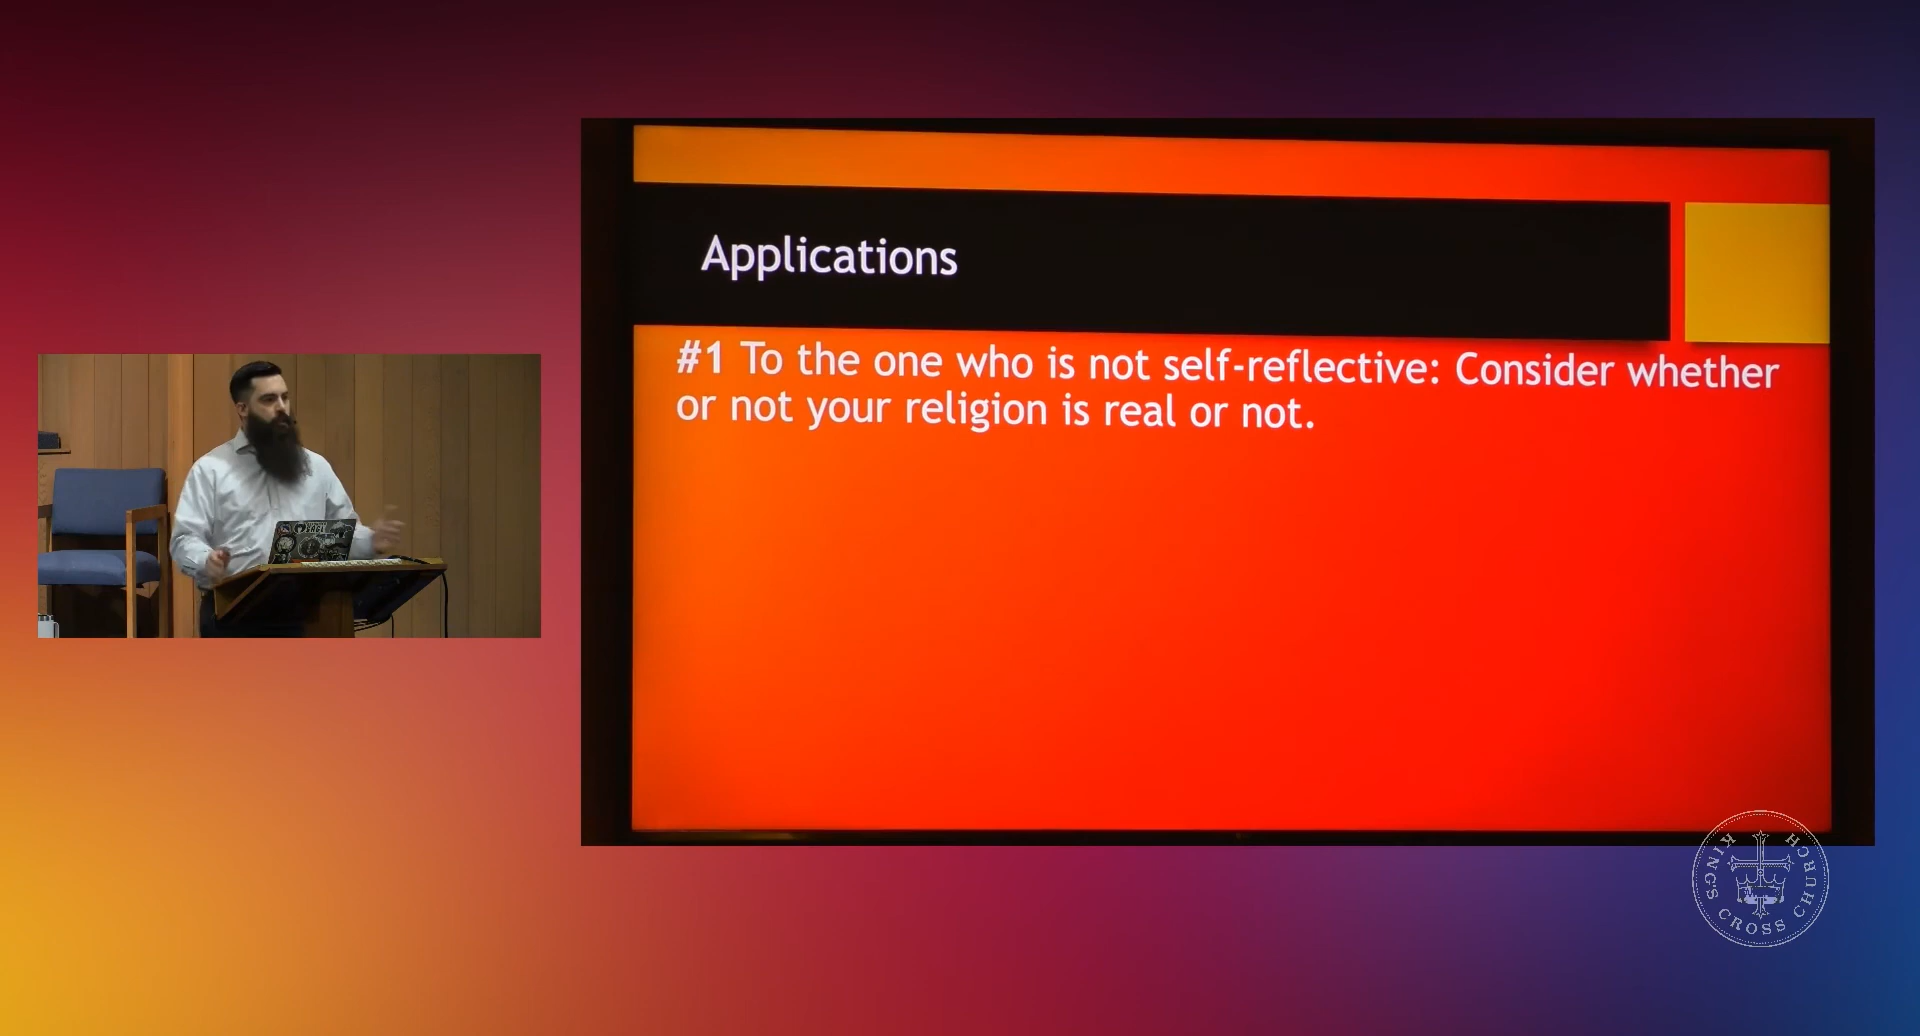 Applications
#1 To the one who is not self-reflective: Consider whether
or not your religion is real or not.
KING'S CROSS CHURCH